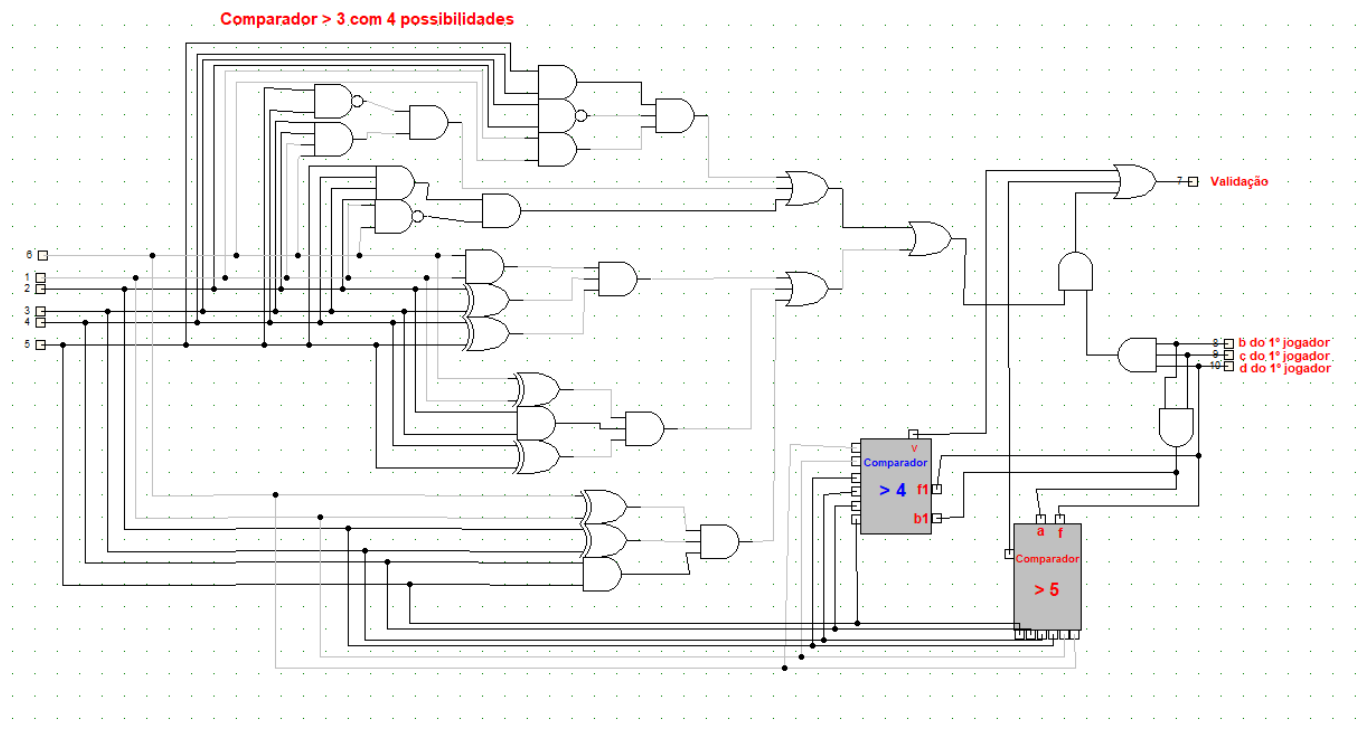 Comparador > 3 com 4 possibilidades
7 Validação
6
1
2
3
4
5
8 b do 1º jogador
9 c do 1º jogador
10 d do 1º jogador
v
Comparador
> 4 f1
b1
a f
Comparador
> 5